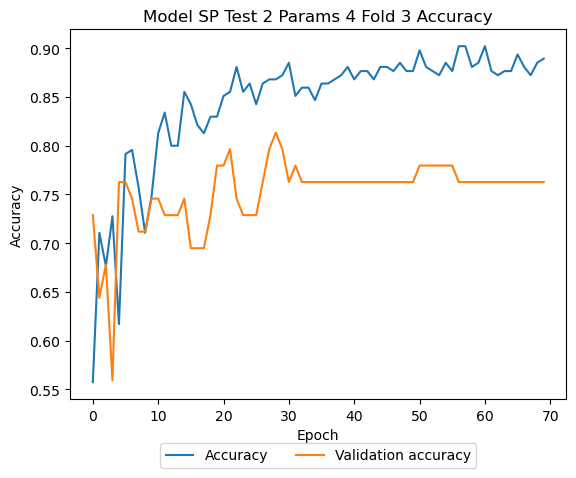 Model SP Test 2 Params 4 Fold 3 Accuracy
0.90
0.85
0.80
0.75
0.70
0.65
0.60
0.55
Accuracy
0 10 20 30 40 50 60 70
Epoch
Accuracy Validation accuracy